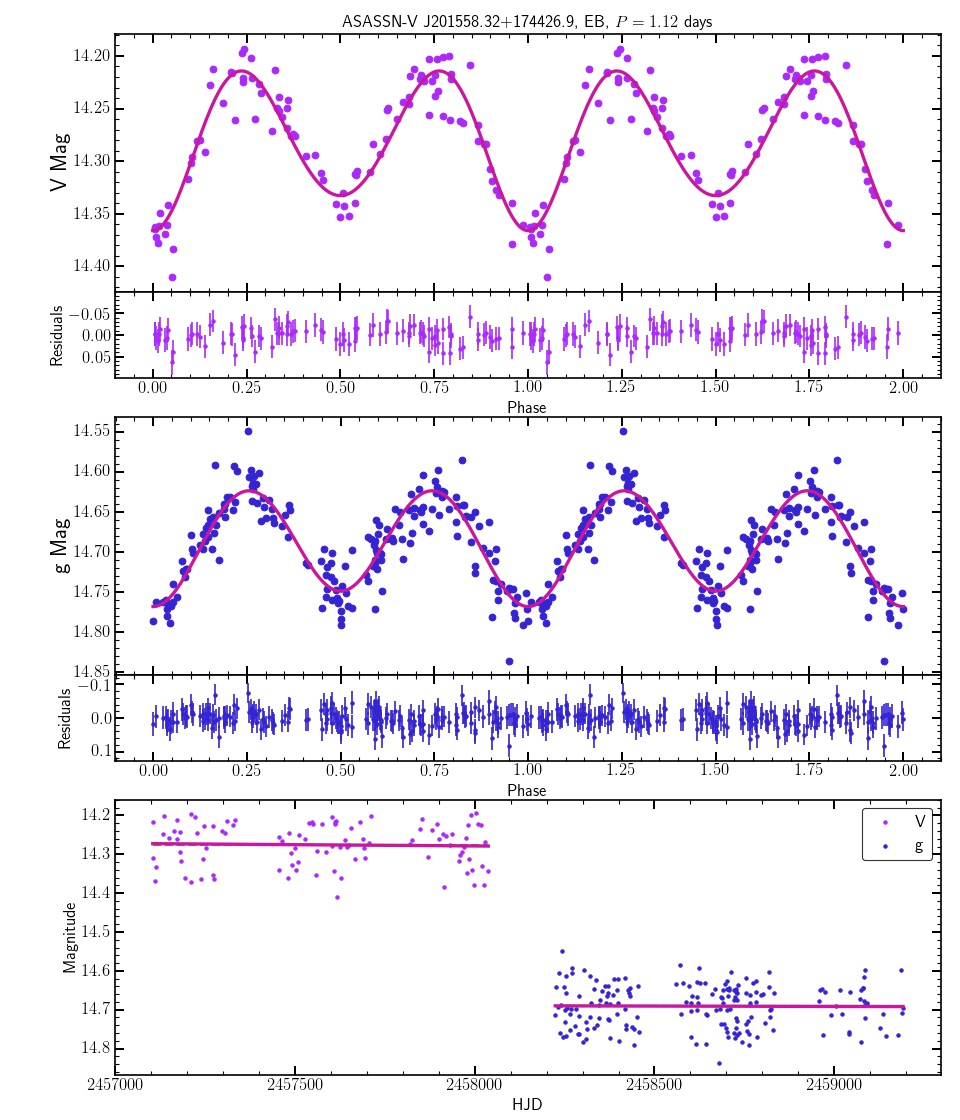 ASASSN-V J201558.32+174426.9, EB, P = 1.12 days
14.20
14.25
14.30
14.35
14.40
V Mag
−0.05
0.00
0.05
Residuals
0.00 0.25 0.50 0.75 1.00 1.25 1.50 1.75 2.00
Phase
14.55
14.60
14.65
14.70
14.75
14.80
14.85
g Mag
−0.1
0.0
0.1
Residuals
0.00 0.25 0.50 0.75 1.00 1.25 1.50 1.75 2.00
Phase
14.2
14.3
14.4
14.5
14.6
14.7
14.8
Magnitude
V
g
2457000 2457500 2458000 2458500 2459000
HJD